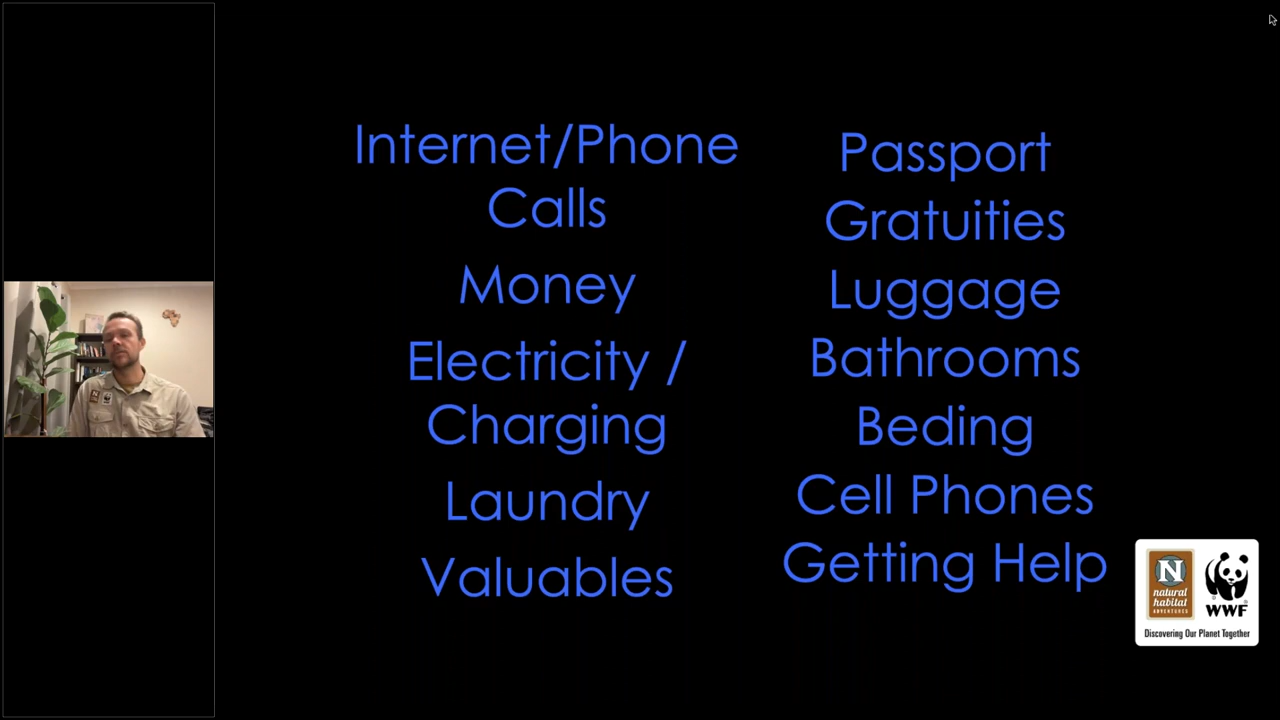 Internet/Phone
Calls
Money
Electricity /
Charging
Laundry
Valuables
Passport
Gratuities
Luggage
Bathrooms
Beding
Cell Phones
Getting Help
N
natural
habitat
ADVENTURES
WWF
Discovering Our Planet Together